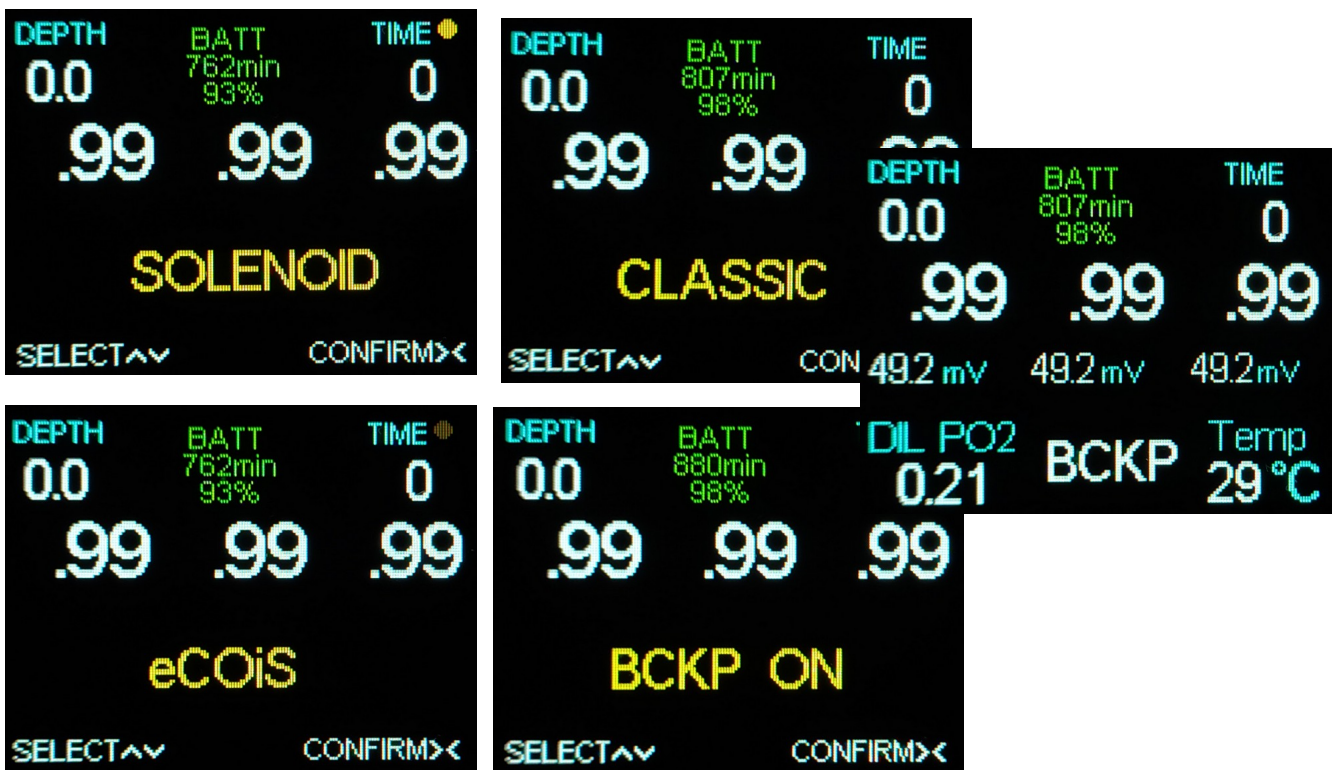 DEPTH BATT TIME
0.0 762min 0
93%
.99 .99 .99
SOLENOID
SELECT^v CONFIRM><
DEPTH BATT TIME
0.0 807min 0
98%
.99 .99
CLASSIC
SELECT^v CON
DEPTH BATT TIME
0.0 807min 0
98%
.99 .99 .99
49.2 mV 49.2 mV 49.2 mV
DIL PO2 BCKP Temp
0.21 29 °C
DEPTH BATT TIME
0.0 762min 0
93%
.99 .99 .99
eCOiS
SELECT^v CONFIRM><
DEPTH BATT
0.0 880min
98%
.99 .99 .99
BCKP ON
SELECT^v CONFIRM><